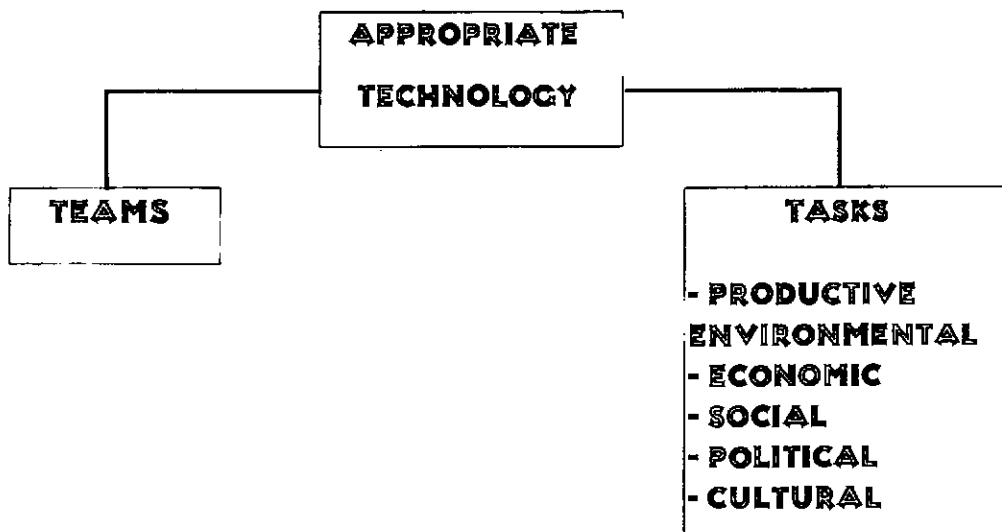 APPROPRIATE
TECHNOLOGY
TEAMS
TASKS
- PRODUCTIVE
ENVIRONMENTAL
- ECONOMIC
- SOCIAL
- POLITICAL
- CULTURAL